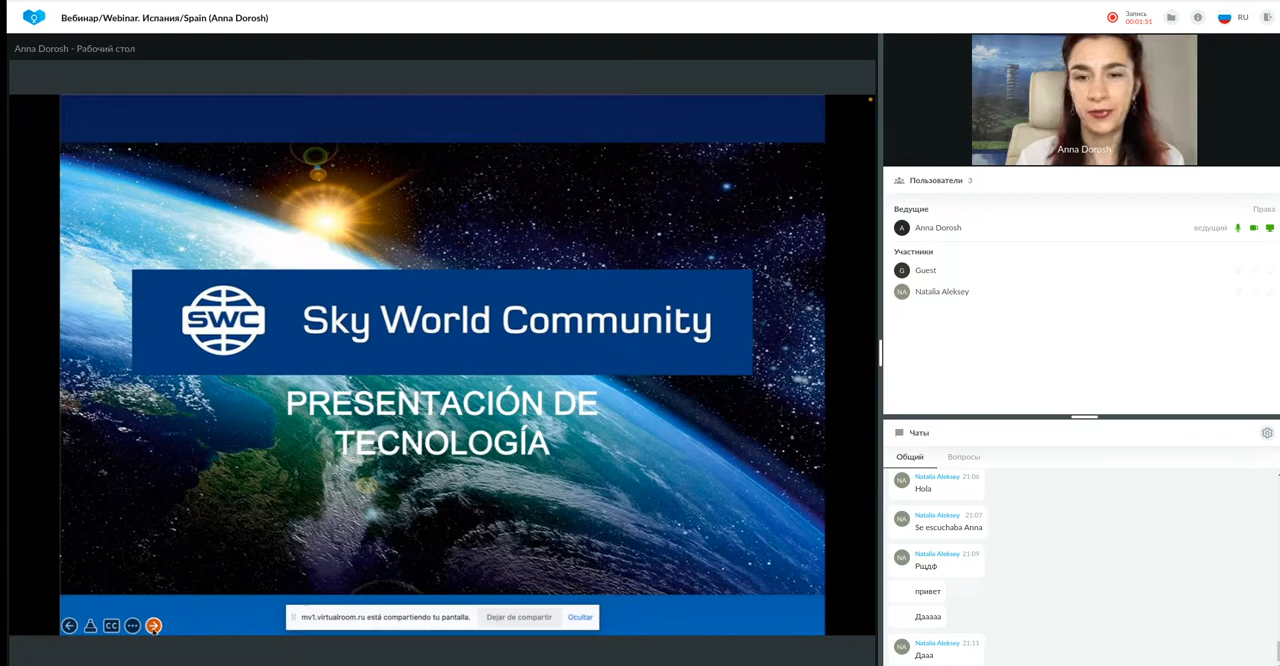 Вебинар/Webinar. Испания/Spain (Anna Dorosh)
Запись
00:01:51
RU
Anna Dorosh - Рабочий стол
SWC
Sky World Community
PRESENTACIÓN DE
TECNOLOGÍA
CC
mv1.virtualroom.ru está compartiendo tu pantalla.
Dejar de compartir
Ocultar
Anna Dorosh
Пользователи 3
Ведущие
Права
A
Anna Dorosh
ведущий
Участники
G
Guest
NA
Natalia Aleksey
Чаты
Общий
Вопросы
NA
Natalia Aleksey 21:06
Hola
NA
Natalia Aleksey 21:07
Se escuchaba Anna
NA
Natalia Aleksey 21:09
Рщдф
привет
Дааааа
NA
Natalia Aleksey 21:11
Дааа